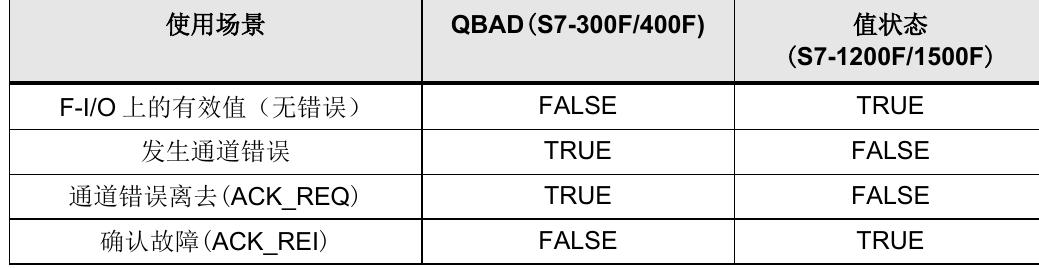 使用场景 QBAD（S7-300F/400F) 值状态
（S7-1200F/1500F）
F-I/O 上的有效值（无错误） FALSE TRUE
发生通道错误 TRUE FALSE
通道错误离去(ACK_REQ) TRUE FALSE
确认故障(ACK_REI) FALSE TRUE